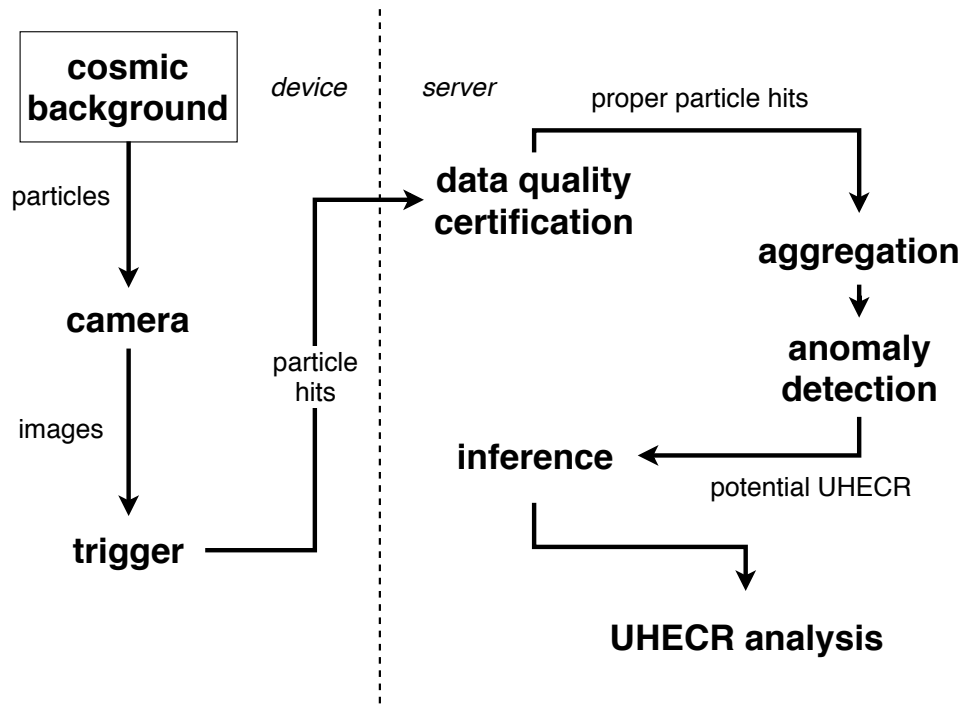 cosmic
background
device
server
particles
camera
images
trigger
particle
hits
data quality
certification
proper particle hits
aggregation
anomaly
detection
potential UHECR
inference
UHECR analysis